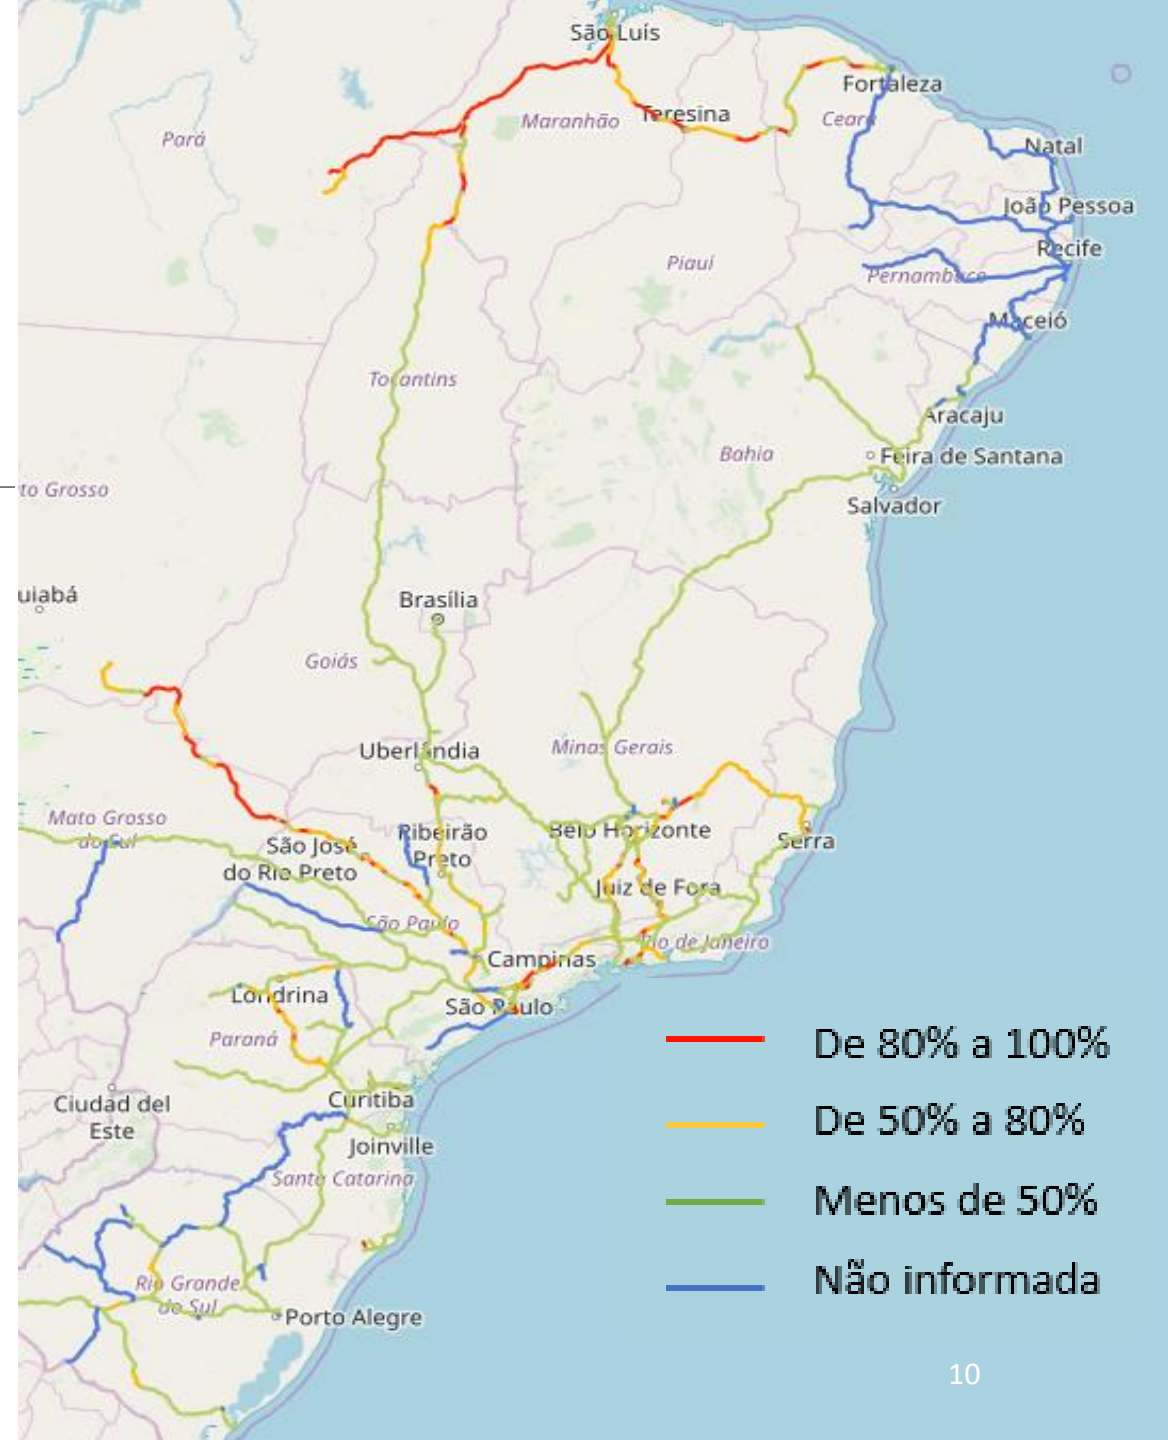 São Luís
Fortaleza
Maranhão
Teresina
Ceará
Pará
Natal
João Pessoa
Recife
Piauí
Pernambuco
Maceió
Tocantins
Aracaju
Bahia
Feira de Santana
to Grosso
Salvador
uiabá
Brasília
Goiás
Uberlândia
Minas Gerais
Mato Grosso
do Sul
Ribeirão
Preto
Belo Horizonte
Serra
São José
do Rio Preto
Juiz de Fora
São Paulo
Rio de Janeiro
Campinas
Londrina
São Paulo
Paraná
De 80% a 100%
Ciudad del
Este
Curitiba
De 50% a 80%
Joinville
Santa Catarina
Menos de 50%
Rio Grande
do Sul
Não informada
Porto Alegre
10